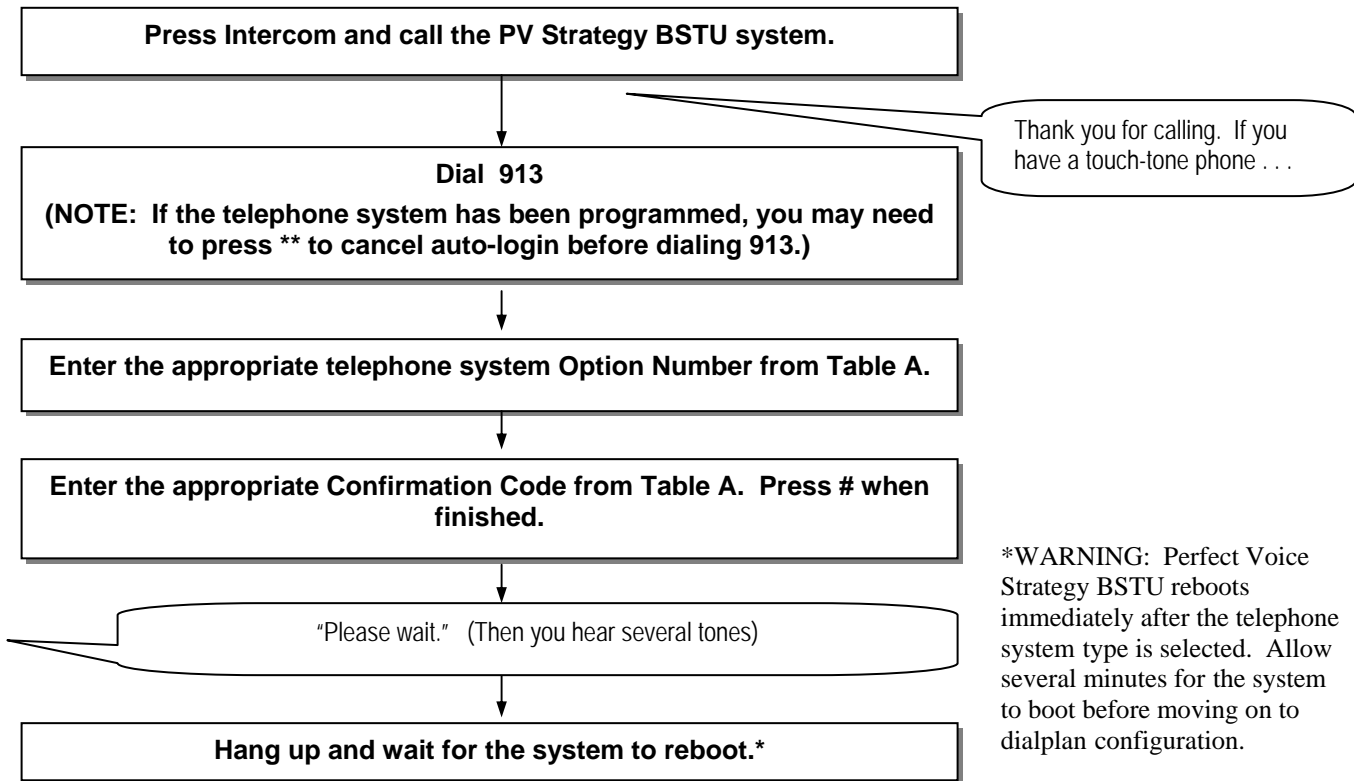 Press Intercom and call the PV Strategy BSTU system.
Thank you for calling.  If you
have a touch-tone phone . . .
Dial  913
(NOTE:  If the telephone system has been programmed, you may need
to press ** to cancel auto-login before dialing 913.)
Enter the appropriate telephone system Option Number from Table A.
Enter the appropriate Confirmation Code from Table A.  Press # when
finished.
"Please wait."   (Then you hear several tones)
*WARNING:  Perfect Voice
Strategy BSTU reboots
immediately after the telephone
system type is selected.  Allow
several minutes for the system
to boot before moving on to
dialplan configuration.
Hang up and wait for the system to reboot.*